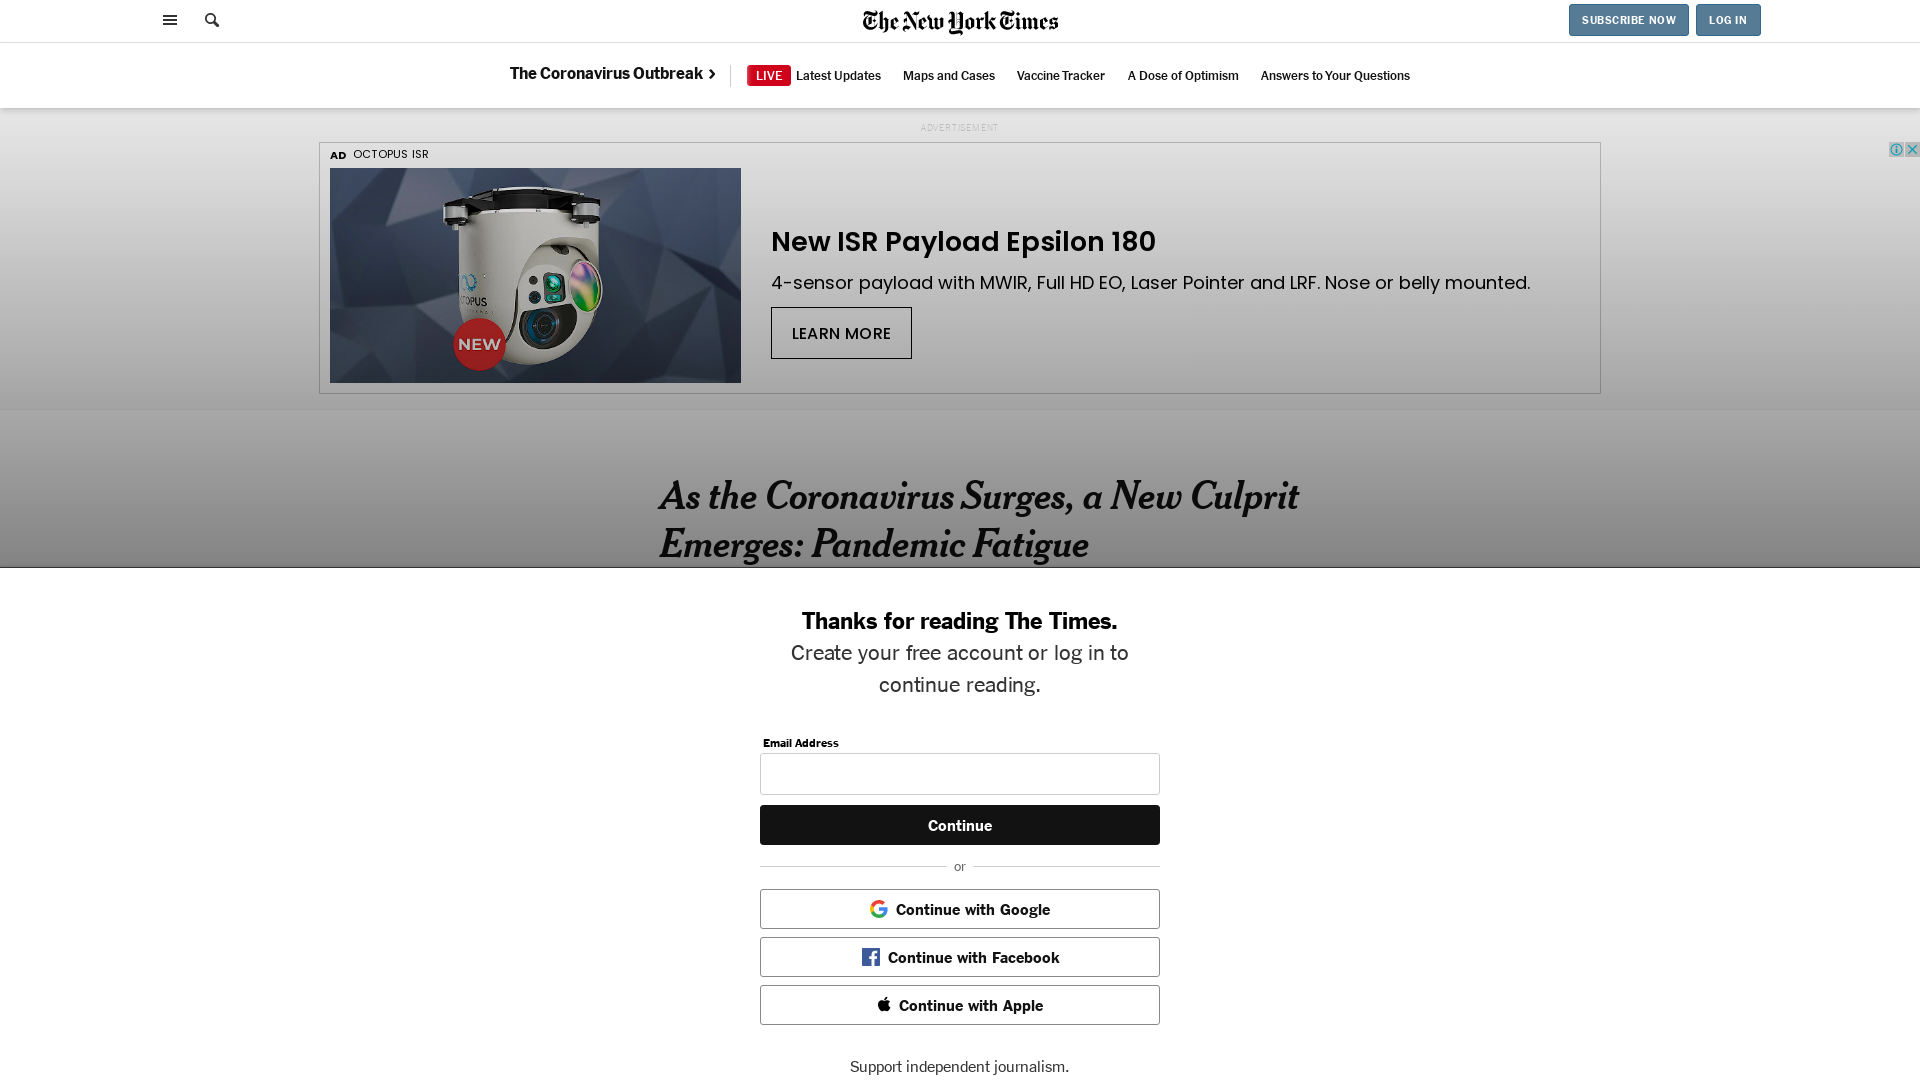 The New York Times
SUBSCRIBE NOW
LOG IN
The Coronavirus Outbreak
LIVE
Latest Updates
Maps and Cases
Vaccine Tracker
A Dose of Optimism
Answers to Your Questions
ADVERTISEMENT
AD OCTOPUS ISR
OCTOPUS
NEW
New ISR Payload Epsilon 180
4-sensor payload with MWIR, Full HD EO, Laser Pointer and LRF. Nose or belly mounted.
LEARN MORE
As the Coronavirus Surges, a New Culprit
Emerges: Pandemic Fatigue
Thanks for reading The Times.
Create your free account or log in to
continue reading.
Email Address
Continue
or
Continue with Google
Continue with Facebook
Continue with Apple
Support independent journalism.